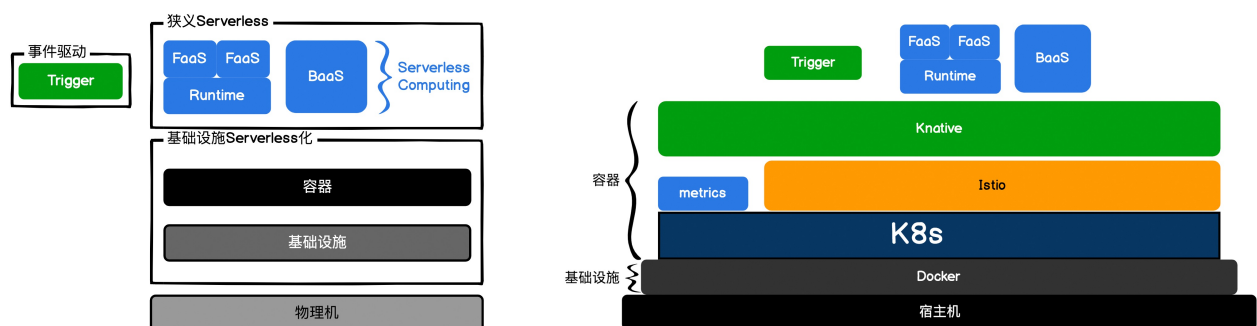 狭义Serverless
事件驱动
Trigger
FaaS FaaS
Runtime
BaaS
Serverless
Computing
基础设施Serverless化
容器
基础设施
物理机
Trigger
FaaS FaaS
Runtime
BaaS
Knative
容器
metrics
Istio
K8s
基础设施
Docker
宿主机